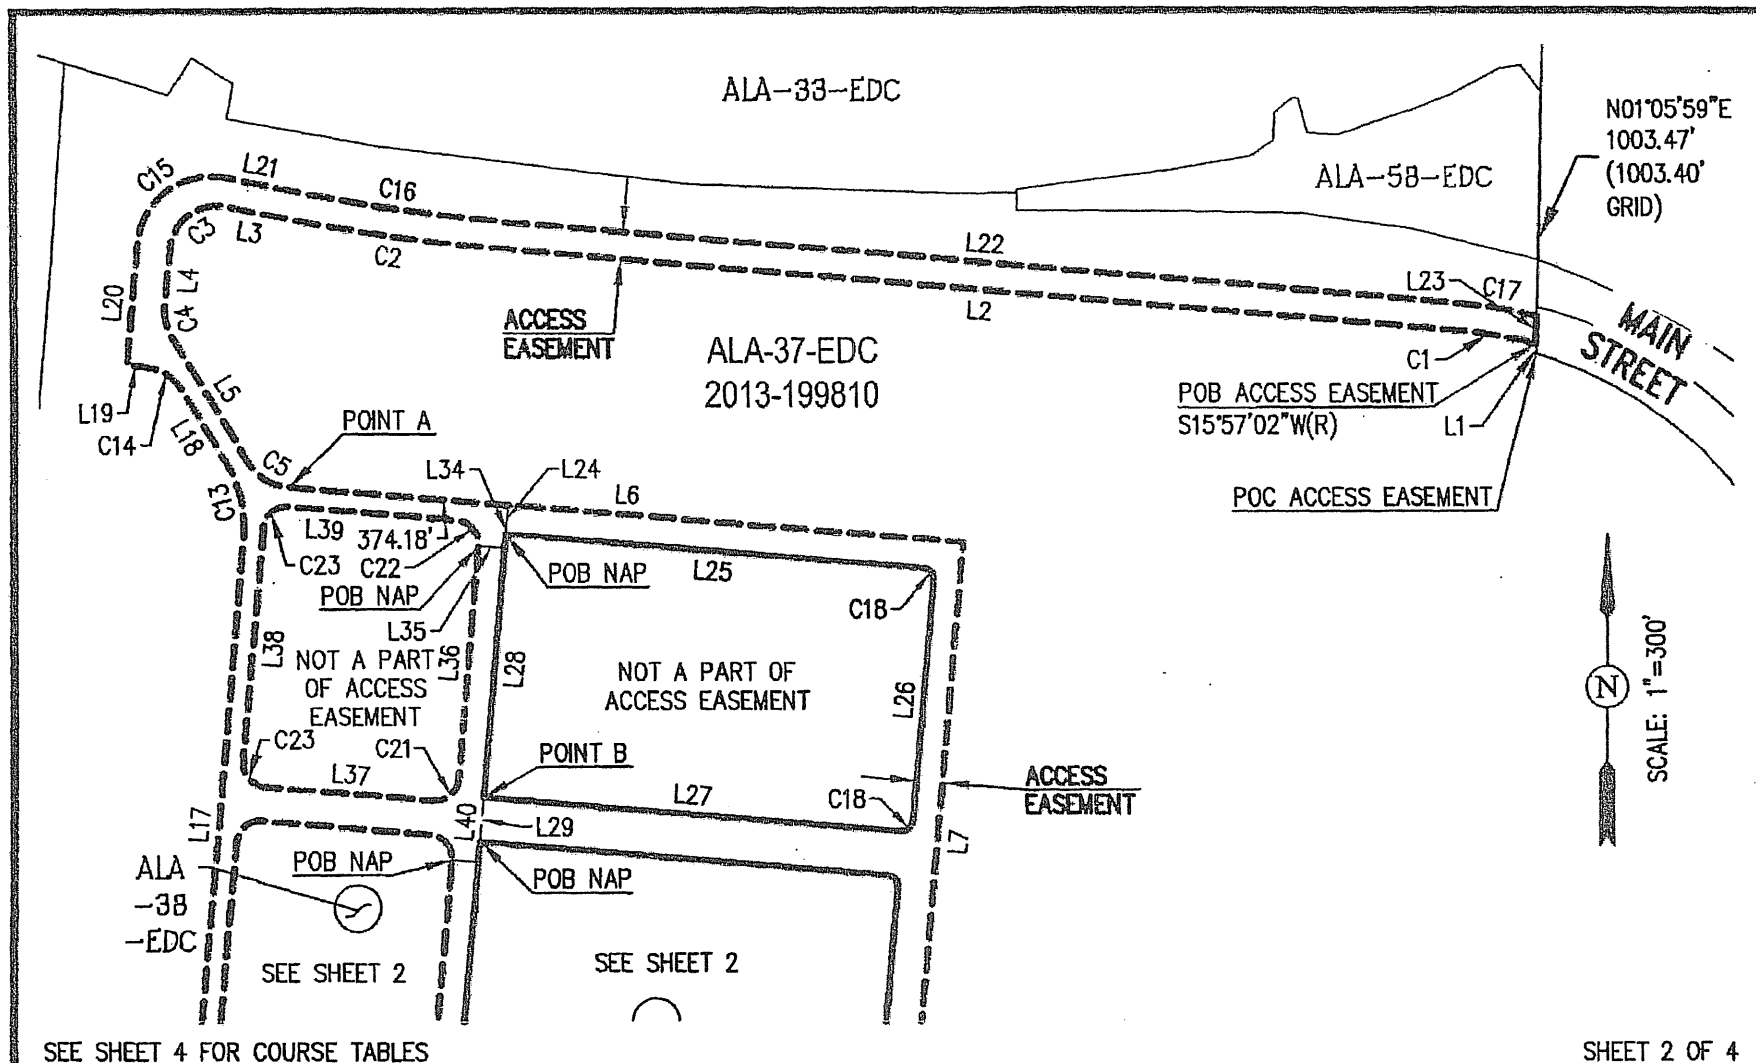 ALA-33-EDC
N01°05'59"E
1003.47'
(1003.40'
GRID)
ALA-5B-EDC
C15
L21
C16
C3
L3
C2
L22
L23
C17
L4
L20
C4
L2
MAIN
STREET
ACCESS
EASEMENT
ALA-37-EDC
2013-199810
C1
POB ACCESS EASEMENT
S15°57'02"W(R)
L1
L5
L19
C14
L18
POINT A
C5
L34
L24
L6
POC ACCESS EASEMENT
C13
L39
374.18'
C23
C22
L25
POB NAP
POB NAP
C18
L35
L38
L36
L28
NOT A PART
OF ACCESS
EASEMENT
NOT A PART OF
ACCESS EASEMENT
L26
N
SCALE: 1"=300'
C23
C21
POINT B
L37
L27
C18
ACCESS
EASEMENT
L17
L40
L29
L7
POB NAP
POB NAP
ALA
-3B
-EDC
SEE SHEET 2
SEE SHEET 2
SEE SHEET 4 FOR COURSE TABLES
SHEET 2 OF 4